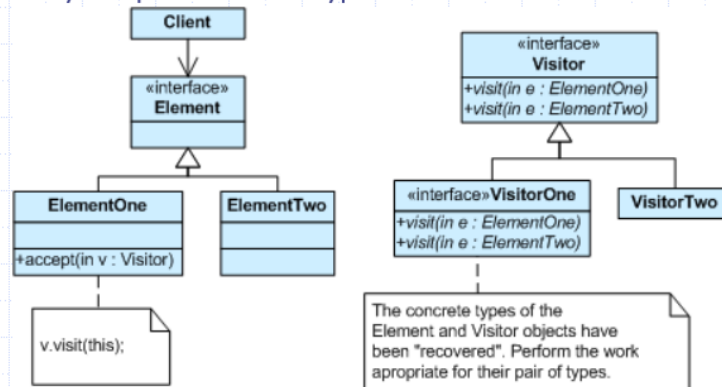 Client
«interface»
Element
ElementOne
+accept(in v : Visitor)
v.visit(this);
ElementTwo
«interface»
Visitor
+visit(in e : ElementOne)
+visit(in e : ElementTwo)
«interface»VisitorOne
+visit(in e : ElementOne)
+visit(in e : ElementTwo)
VisitorTwo
The concrete types of the
Element and Visitor objects have
been "recovered". Perform the work
apropriate for their pair of types.